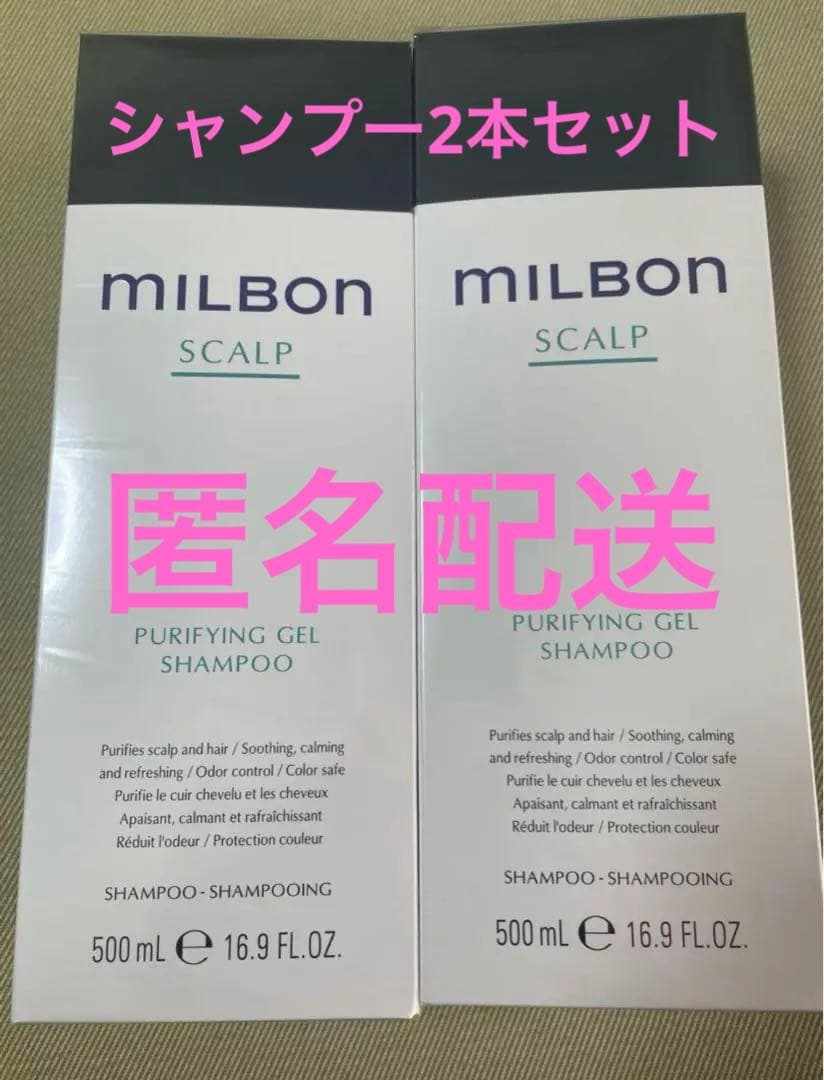 シャンプー2本セット
milbon
SCALP
匿名配送
PURIFYING GEL
SHAMPOO
Purifies scalp and hair / Soothing, calming
and refreshing / Odor control / Color safe
Purifie le cuir chevelu et les cheveux
Apaisant, calmant et rafraîchissant
Réduit l'odeur / Protection couleur
SHAMPOO - SHAMPOOING
500 mL ℮ 16.9 FL.OZ.
milbon
SCALP
PURIFYING GEL
SHAMPOO
Purifies scalp and hair / Soothing, calming
and refreshing / Odor control / Color safe
Purifie le cuir chevelu et les cheveux
Apaisant, calmant et rafraîchissant
Réduit l'odeur / Protection couleur
SHAMPOO - SHAMPOOING
500 mL ℮ 16.9 FL.OZ.